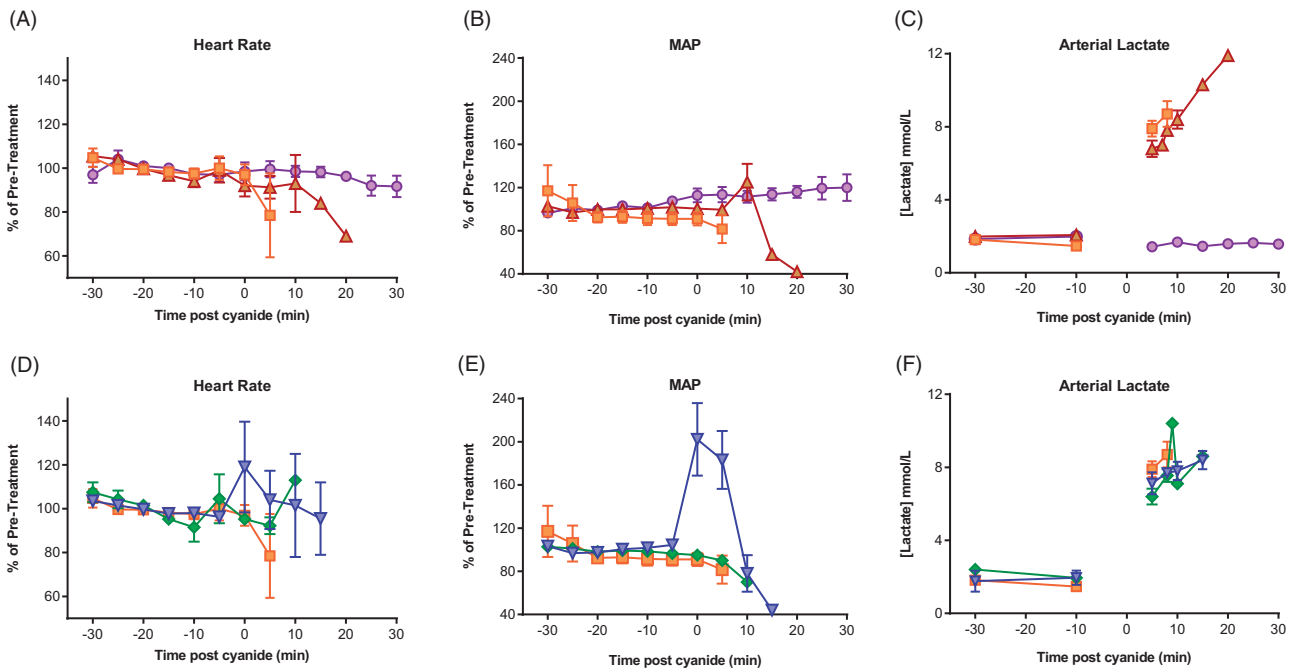 (A)
Heart Rate
% of Pre-Treatment
140
120
100
80
60
-30 -20 -10 0 10 20 30
Time post cyanide (min)
(B)
MAP
% of Pre-Treatment
240
200
160
120
80
40
-30 -20 -10 0 10 20 30
Time post cyanide (min)
(C)
Arterial Lactate
[Lactate] mmol/L
12
8
4
0
-30 -20 -10 0 10 20 30
Time post cyanide (min)
(D)
Heart Rate
% of Pre-Treatment
140
120
100
80
60
-30 -20 -10 0 10 20 30
Time post cyanide (min)
(E)
MAP
% of Pre-Treatment
240
200
160
120
80
40
-30 -20 -10 0 10 20 30
Time post cyanide (min)
(F)
Arterial Lactate
[Lactate] mmol/L
12
8
4
0
-30 -20 -10 0 10 20 30
Time post cyanide (min)